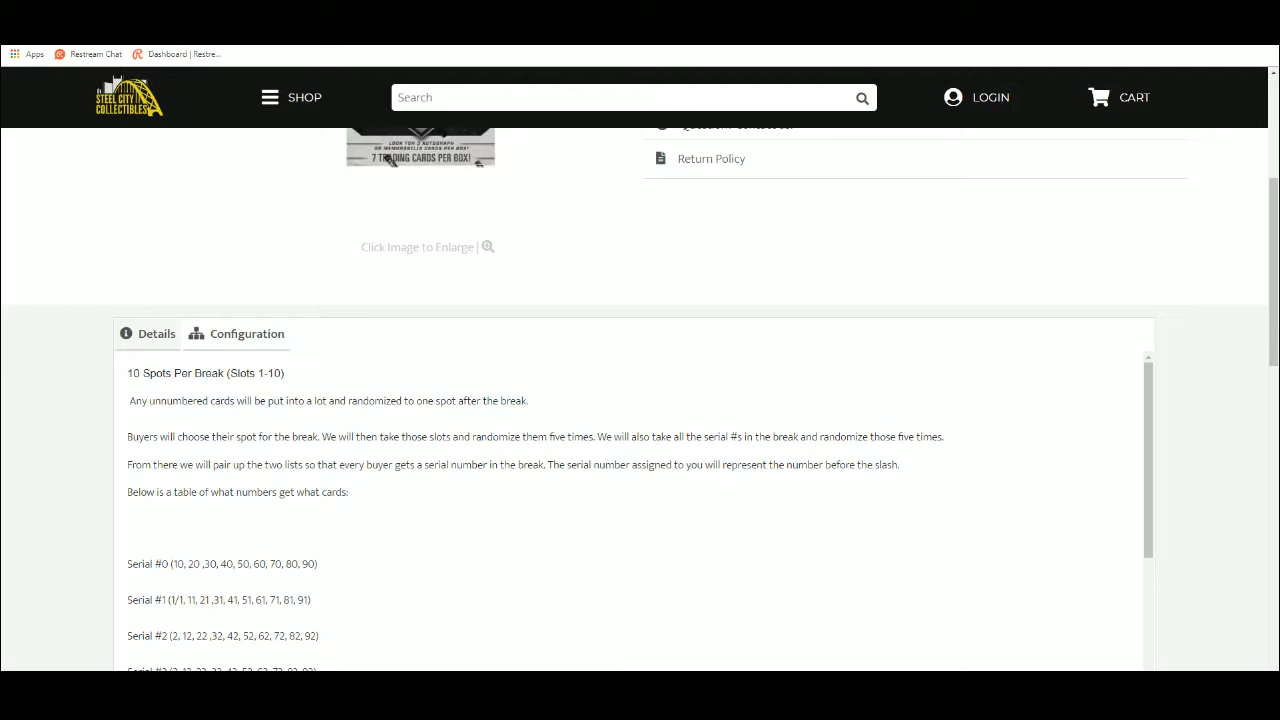 Apps Restream Chat Dashboard | Restre...
STEEL CITY
COLLECTIBLES
SHOP
Search
LOGIN
CART
OR MEMORABILIA CARDS PER BOX!
7 TRADING CARDS PER BOX!
Return Policy
Click Image to Enlarge |
Details Configuration
10 Spots Per Break (Slots 1-10)
Any unnumbered cards will be put into a lot and randomized to one spot after the break.
Buyers will choose their spot for the break. We will then take those slots and randomize them five times. We will also take all the serial #s in the break and randomize those five times.
From there we will pair up the two lists so that every buyer gets a serial number in the break. The serial number assigned to you will represent the number before the slash.
Below is a table of what numbers get what cards:
Serial #0 (10, 20 ,30, 40, 50, 60, 70, 80, 90)
Serial #1 (1/1, 11, 21 ,31, 41, 51, 61, 71, 81, 91)
Serial #2 (2, 12, 22 ,32, 42, 52, 62, 72, 82, 92)